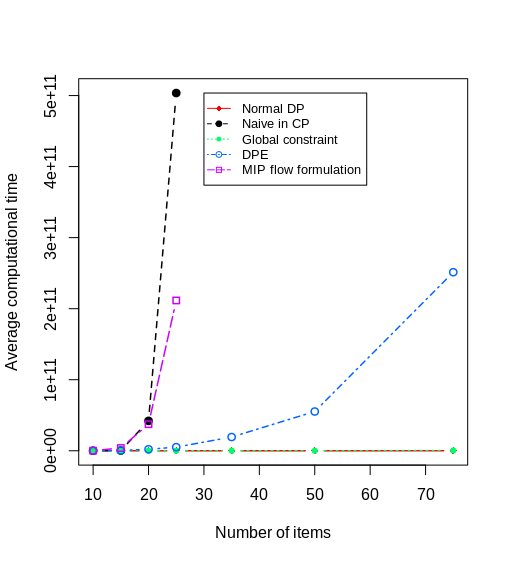 Normal DP
Naive in CP
Global constraint
DPE
MIP flow formulation
5e+11
4e+11
3e+11
2e+11
1e+11
0e+00
Average computational time
10 20 30 40 50 60 70
Number of items